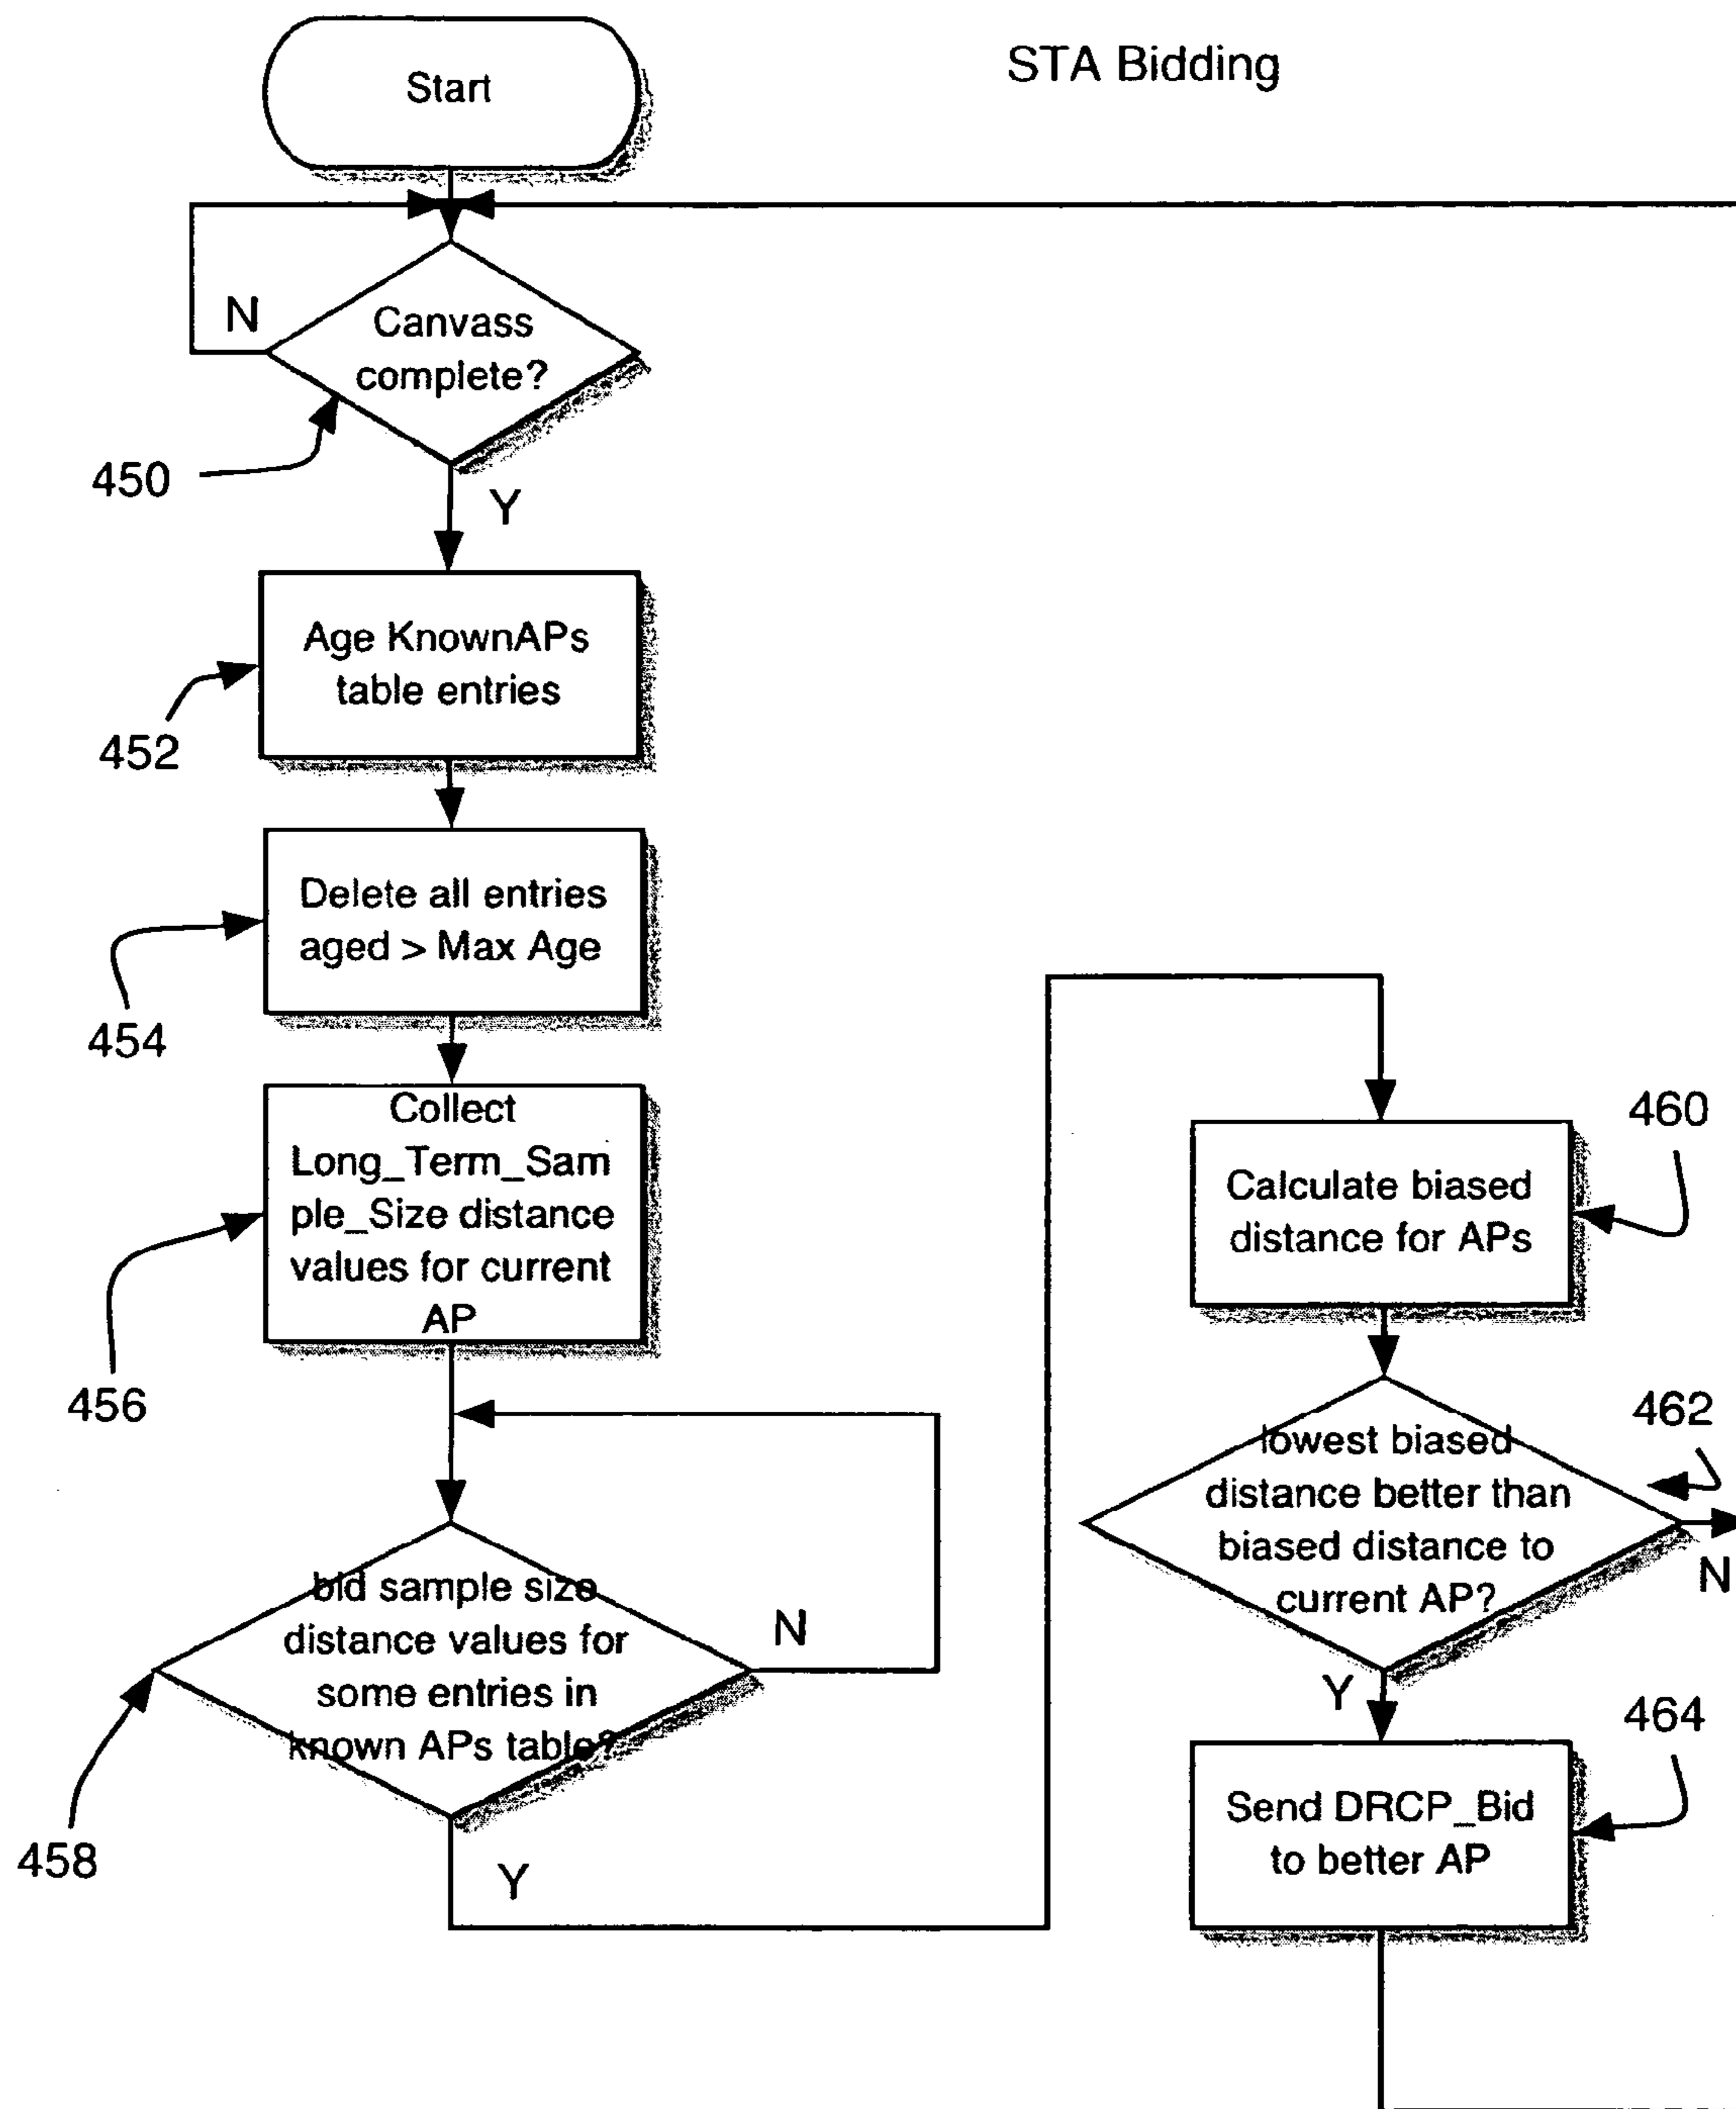 STA Bidding
Start
Canvass
complete?
N
450
Y
Age KnownAPs
table entries
452
Delete all entries
aged > Max Age
454
Collect
Long_Term_Sam
ple_Size distance
values for current
AP
456
bid sample size
distance values for
some entries in
known APs table?
N
458
Y
460
Calculate biased
distance for APs
462
lowest biased
distance better than
biased distance to
current AP?
N
Y
464
Send DRCP_Bid
to better AP